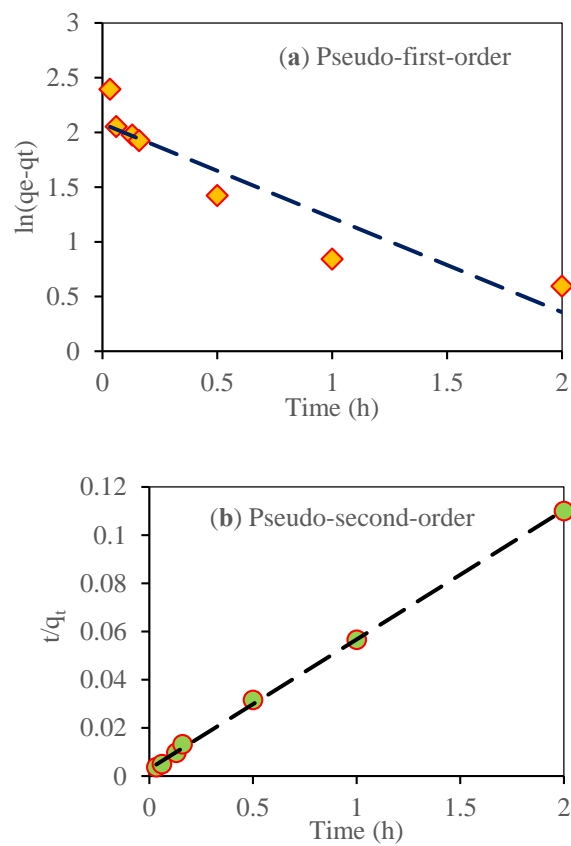 3
(a) Pseudo-first-order
2.5
2
1.5
1
0.5
0
ln(qe-qt)
0 0.5 1 1.5 2
Time (h)
0.12
(b) Pseudo-second-order
0.1
0.08
0.06
0.04
0.02
0
t/qₜ
0 0.5 1 1.5 2
Time (h)